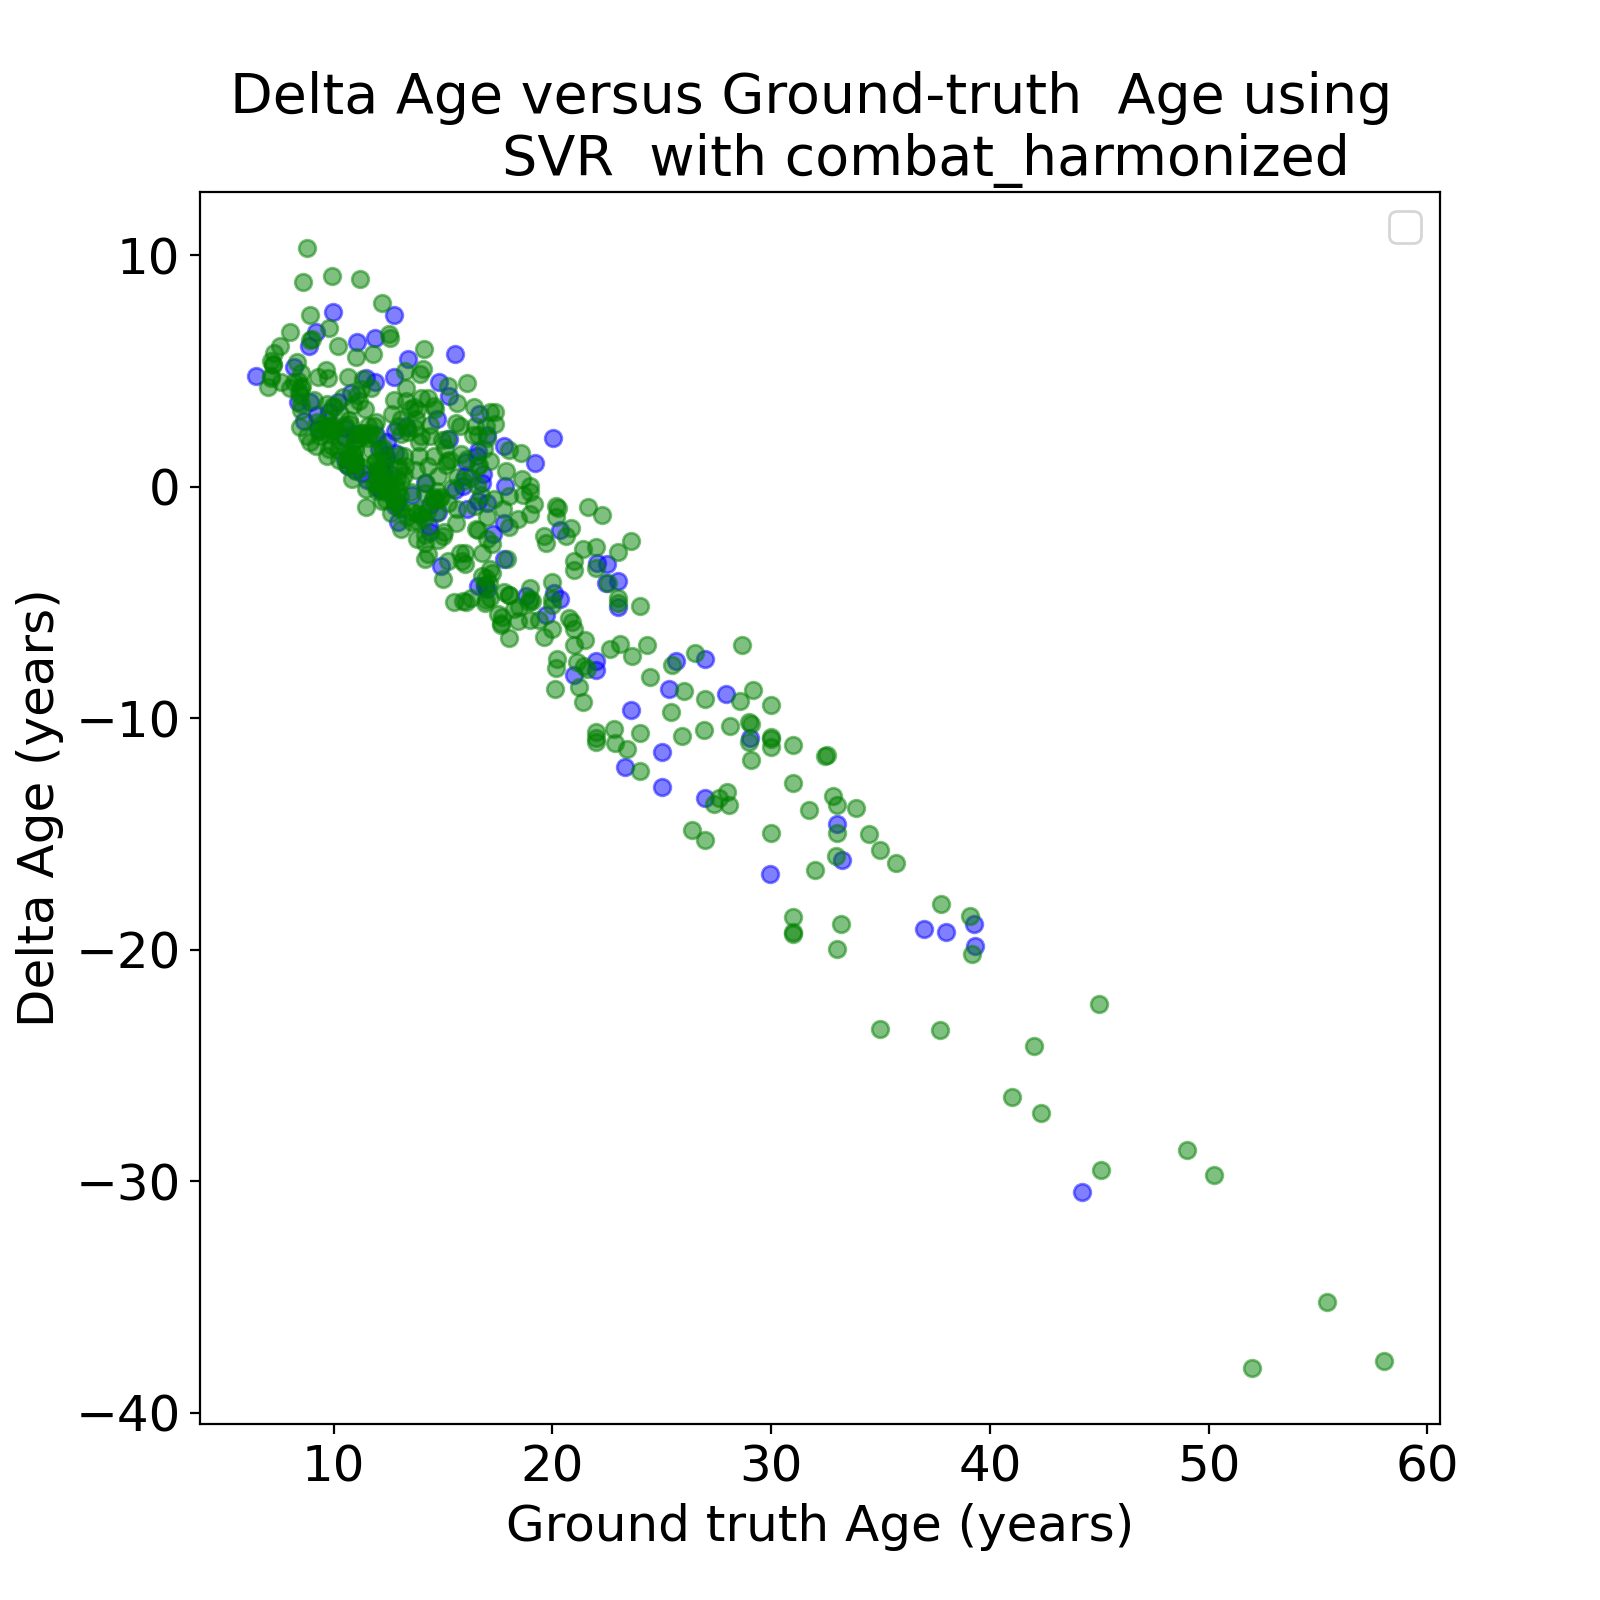 Delta Age versus Ground-truth  Age using
SVR  with combat_harmonized
10
0
−10
−20
−30
−40
Delta Age (years)
10 20 30 40 50 60
Ground truth Age (years)